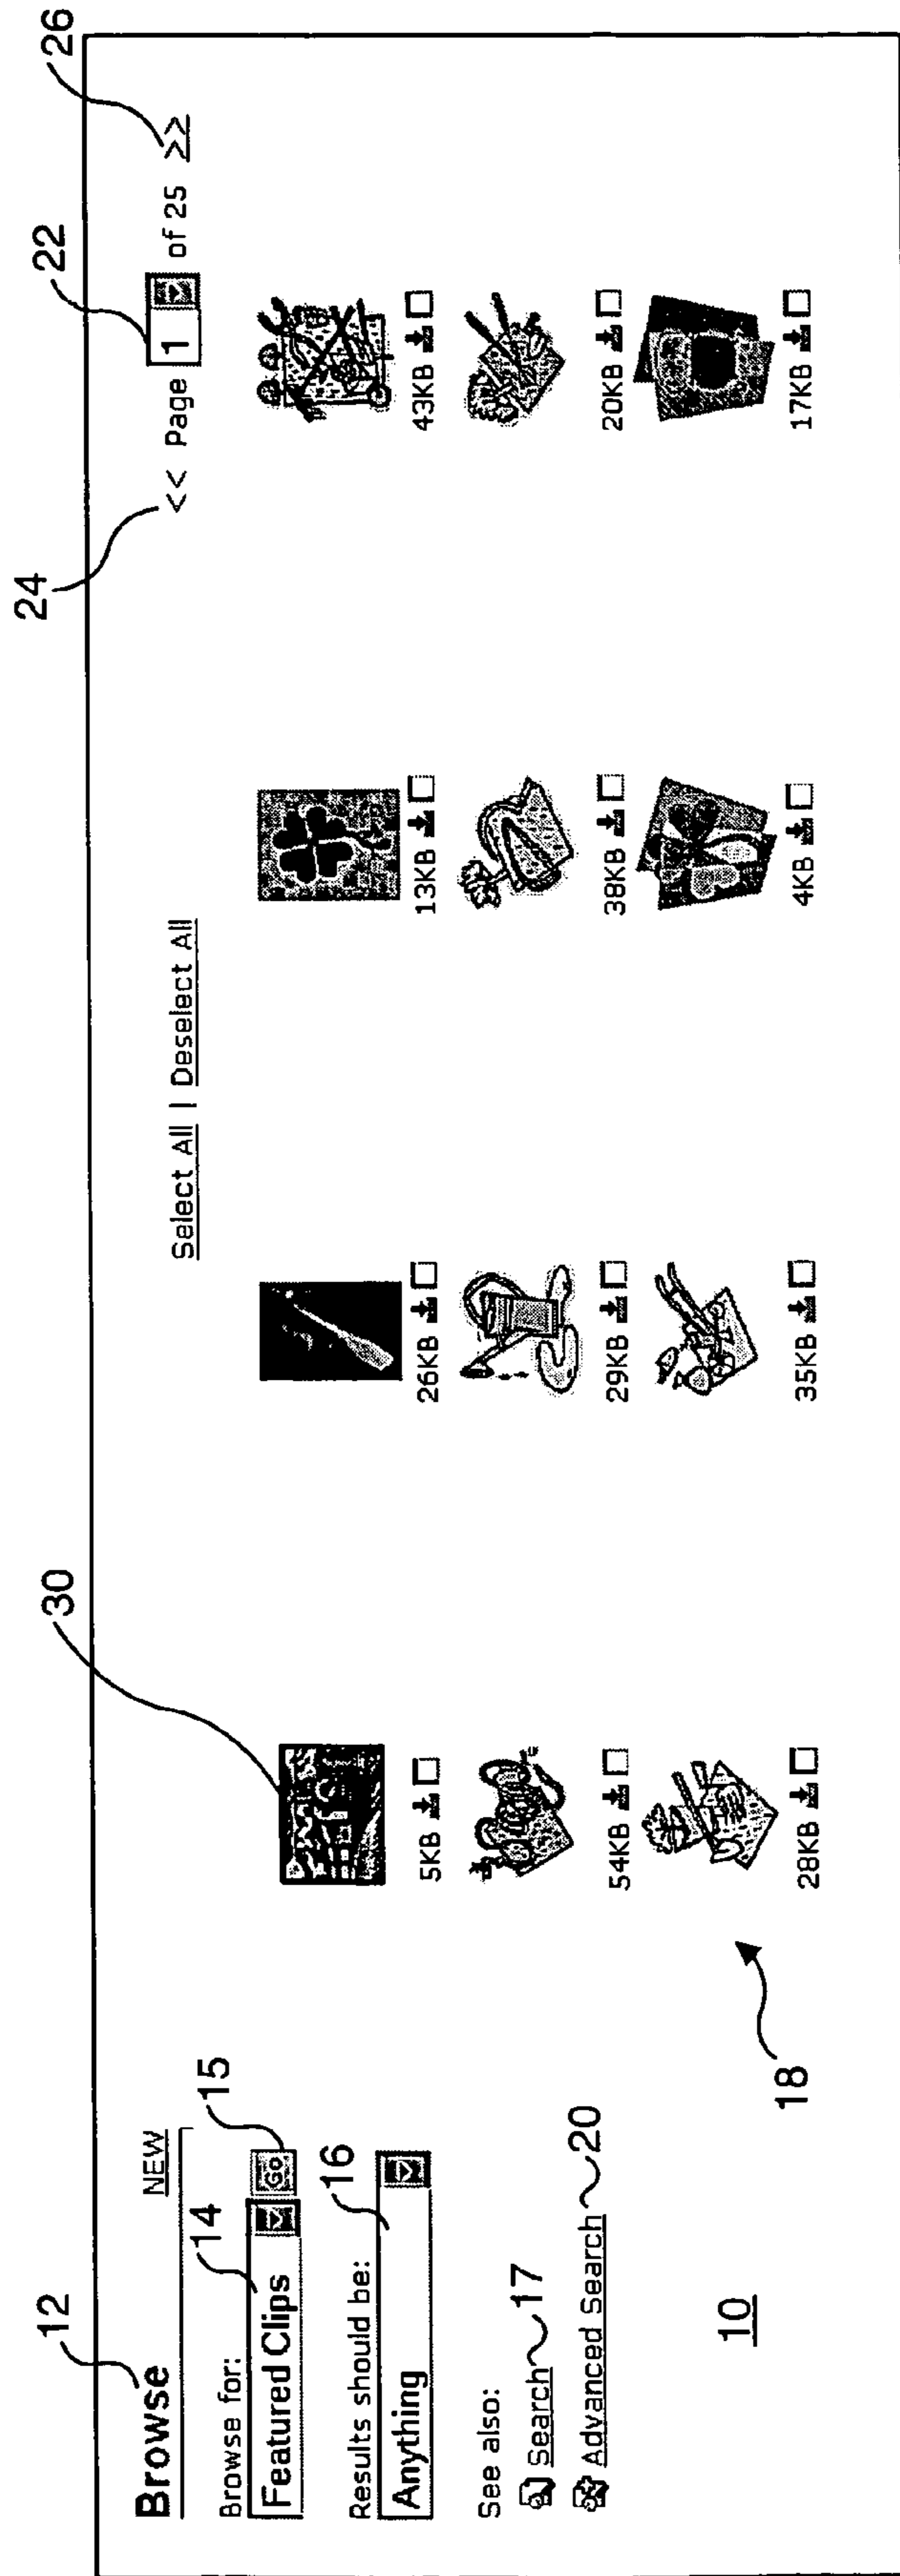 12
Browse NEW
Browse for: 14 15
Featured Clips Go
Results should be: 16
Anything
See also:
Search 17
Advanced Search 20
10
18
30
24
22
26
Select All | Deselect All
<< Page 1 of 25 >>
5KB 26KB 13KB 43KB
54KB 29KB 38KB 20KB
28KB 35KB 4KB 17KB